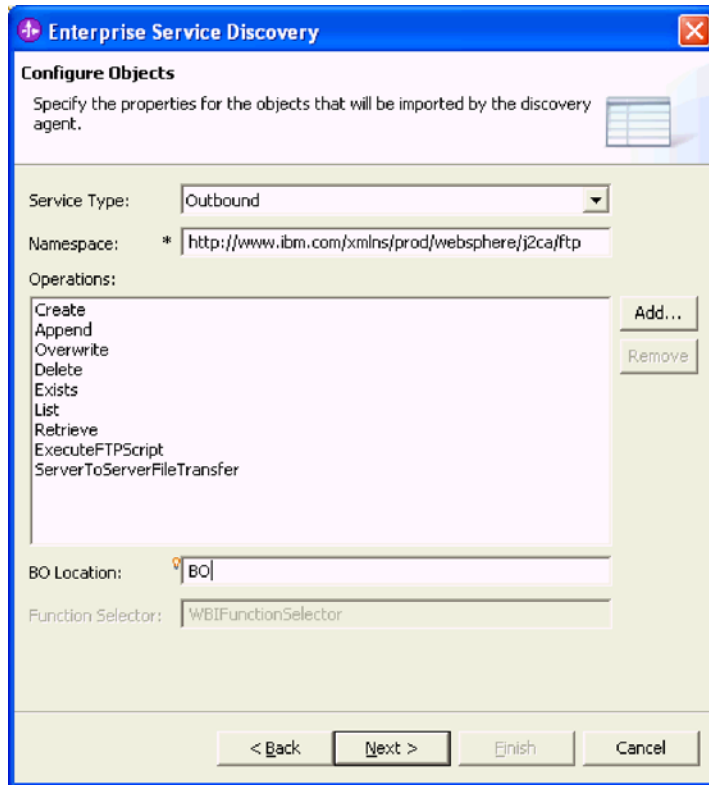 Enterprise Service Discovery
Configure Objects
Specify the properties for the objects that will be imported by the discovery
agent.
Service Type: Outbound
Namespace: * http://www.ibm.com/xmlns/prod/websphere/j2ca/ftp
Operations:
Create
Append
Overwrite
Delete
Exists
List
Retrieve
ExecuteFTPScript
ServerToServerFileTransfer
Add...
Remove
BO Location: BO
Function Selector: WBIFunctionSelector
< Back Next > Finish Cancel